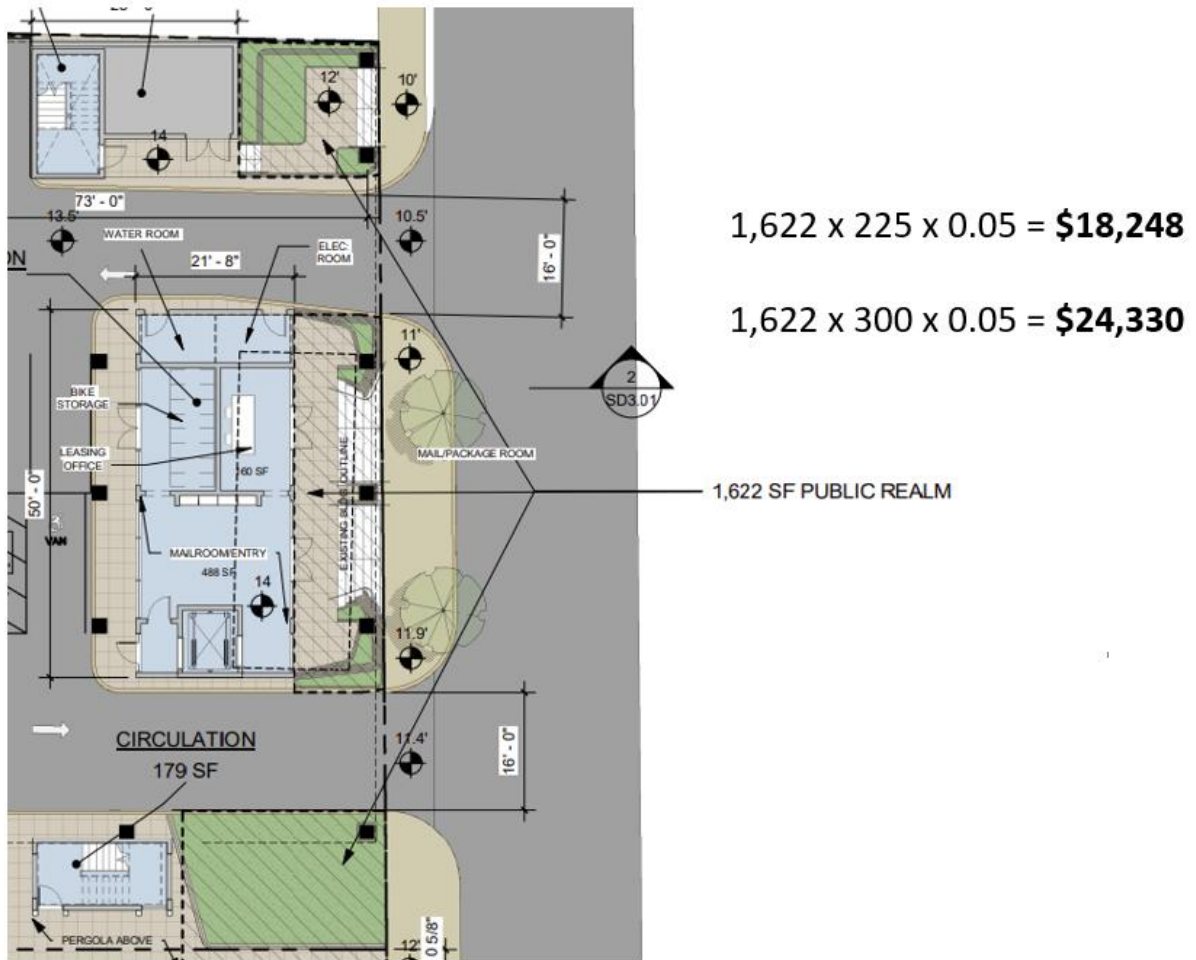 12'
10'
14
73' - 0"
13.5'
10.5'
WATER ROOM
ELEC.
ROOM
21' - 8"
16' - 0"
11'
BIKE
STORAGE
LEASING
OFFICE
60 SF
EXISTING BLDG OUTLINE
MAIL/PACKAGE ROOM
2
SD3.01
50' - 0"
VAN
MAILROOM/ENTRY
488 SF
14
11.9'
CIRCULATION
179 SF
11.4'
16' - 0"
PERGOLA ABOVE
12'
0 5/8"
1,622 x 225 x 0.05 = $18,248
1,622 x 300 x 0.05 = $24,330
1,622 SF PUBLIC REALM